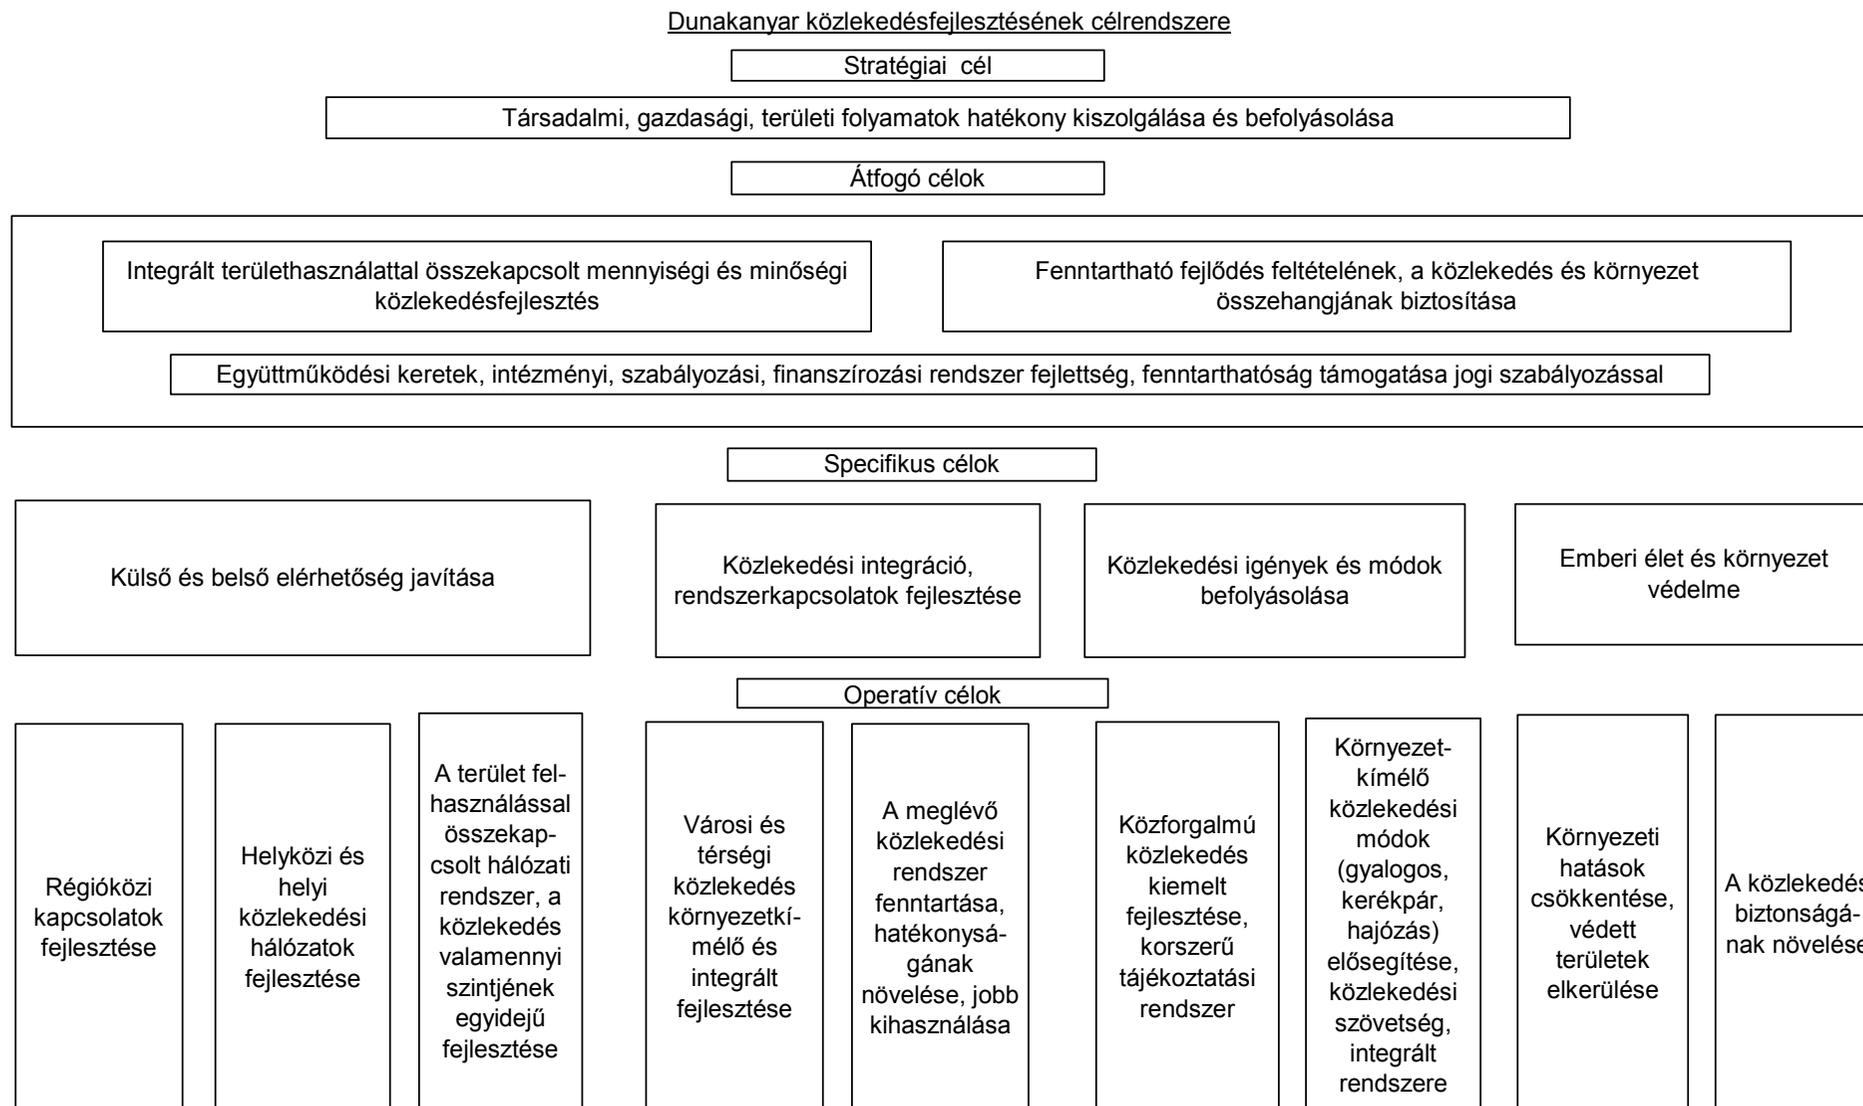 Dunakanyar közlekedésfejlesztésének célrendszere
Stratégiai cél
Társadalmi, gazdasági, területi folyamatok hatékony kiszolgálása és befolyásolása
Átfogó célok
Integrált területhasználattal összekapcsolt mennyiségi és minőségi
közlekedésfejlesztés
Fenntartható fejlődés feltételének, a közlekedés és környezet
összehangjának biztosítása
Együttműködési keretek, intézményi, szabályozási, finanszírozási rendszer fejlettség, fenntarthatóság támogatása jogi szabályozással
Specifikus célok
Külső és belső elérhetőség javítása
Közlekedési integráció,
rendszerkapcsolatok fejlesztése
Közlekedési igények és módok
befolyásolása
Emberi élet és környezet
védelme
Operatív célok
Régióközi
kapcsolatok
fejlesztése
Helyközi és
helyi
közlekedési
hálózatok
fejlesztése
A terület fel-
használással
összekap-
csolt hálózati
rendszer, a
közlekedés
valamennyi
szintjének
egyidejű
fejlesztése
Városi és
térségi
közlekedés
környezetkí-
mélő és
integrált
fejlesztése
A meglévő
közlekedési
rendszer
fenntartása,
hatékonysá-
gának
növelése, jobb
kihasználása
Közforgalmú
közlekedés
kiemelt
fejlesztése,
korszerű
tájékoztatási
rendszer
Környezet-
kímélő
közlekedési
módok
(gyalogos,
kerékpár,
hajózás)
elősegítése,
közlekedési
szövetség,
integrált
rendszere
Környezeti
hatások
csökkentése,
védett
területek
elkerülése
A közlekedés
biztonságá-
nak növelése